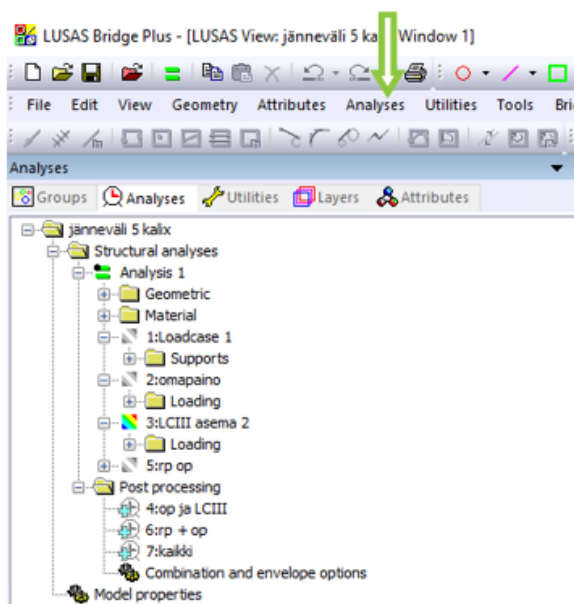 LUSAS Bridge Plus - [LUSAS View: jänneväli 5 ka Window 1]
File Edit View Geometry Attributes Analyses Utilities Tools Bri
Analyses
Groups Analyses Utilities Layers Attributes
jänneväli 5 kalix
Structural analyses
Analysis 1
Geometric
Material
1:Loadcase 1
Supports
2:omapaino
Loading
3:LCIII asema 2
Loading
5:rp op
Post processing
4:op ja LCIII
6:rp + op
7:kaikki
Combination and envelope options
Model properties